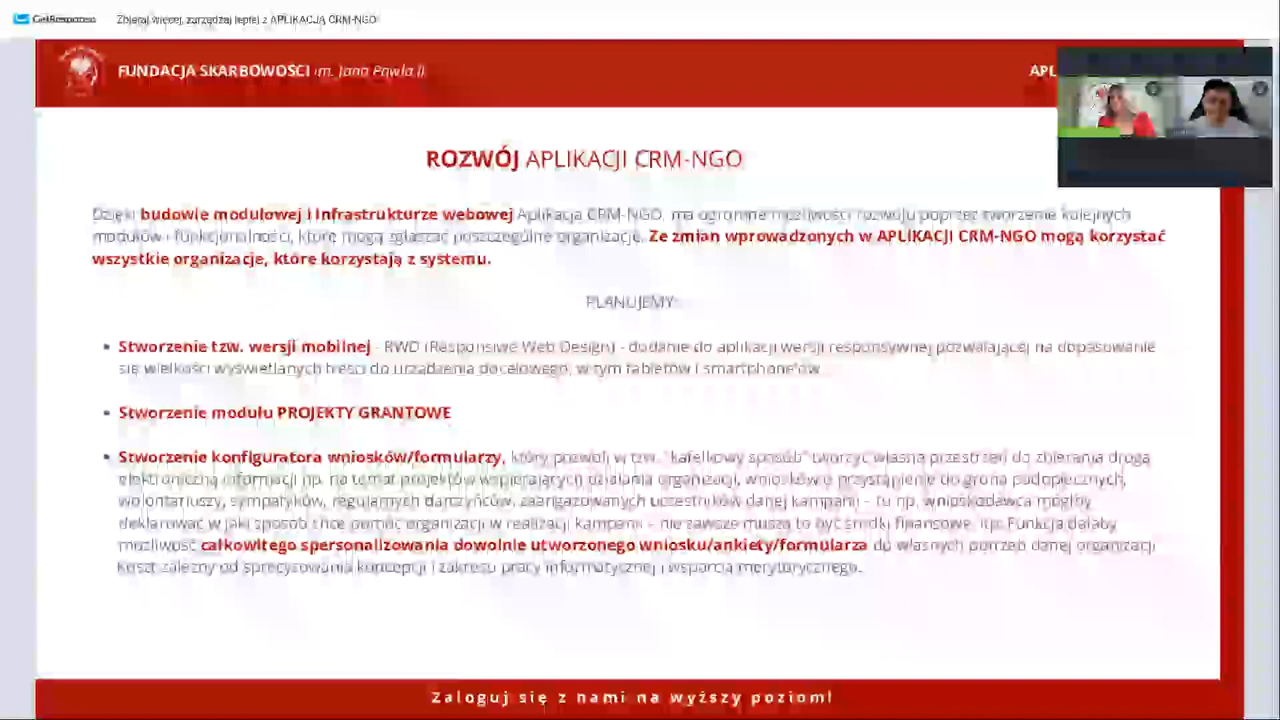 GetResponse Zbieraj więcej, zarządzaj lepiej z APLIKACJĄ CRM-NGO
FUNDACJA SKARBOWOŚCI im. Jana Pawła II
APL
ROZWÓJ APLIKACJI CRM-NGO
Dzięki budowie modułowej i infrastrukturze webowej Aplikacja CRM-NGO, ma ogromne możliwości rozwoju poprzez tworzenie kolejnych
modułów i funkcjonalności, które mogą zgłaszać poszczególne organizacje. Ze zmian wprowadzonych w APLIKACJI CRM-NGO mogą korzystać
wszystkie organizacje, które korzystają z systemu.
PLANUJEMY:
• Stworzenie tzw. wersji mobilnej - RWD (Responsive Web Design) - dodanie do aplikacji wersji responsywnej pozwalającej na dopasowanie
się wielkości wyświetlanych treści do urządzenia docelowego, w tym tabletów i smartphone'ów.
• Stworzenie modułu PROJEKTY GRANTOWE
• Stworzenie konfiguratora wniosków/formularzy, który pozwoli w tzw. "kafelkowy sposób" tworzyć własną przestrzeń do zbierania drogą
elektroniczną informacji np. na temat projektów wspierających działania organizacji, wniosków o przystąpienie do grona podopiecznych,
wolontariuszy, sympatyków, regularnych darczyńców, zaangażowanych uczestników danej kampanii - tu np. wnioskodawca mógłby
deklarować w jaki sposób chce pomóc organizacji w realizacji kampanii - nie zawsze muszą to być środki finansowe, itp. Funkcja dałaby
możliwość całkowitego spersonalizowania dowolnie utworzonego wniosku/ankiety/formularza do własnych potrzeb danej organizacji
Koszt zależny od sprecyzowania koncepcji i zakresu pracy informatycznej i wsparcia merytorycznego.
Zaloguj się z nami na wyższy poziom!